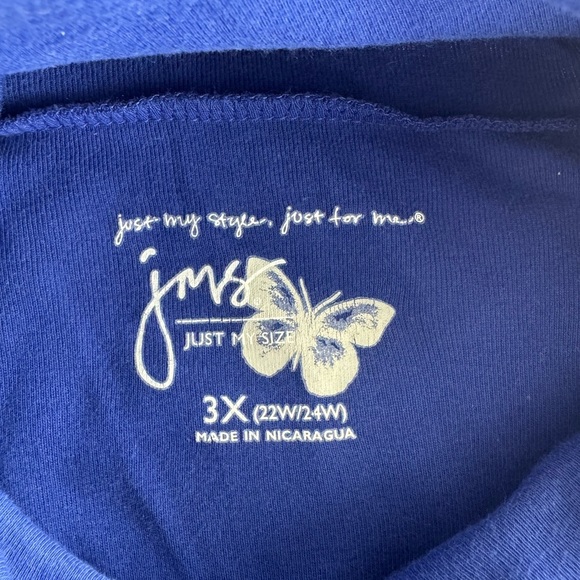 just my style, just for me.®
jms
JUST MY SIZE
3X (22W/24W)
MADE IN NICARAGUA